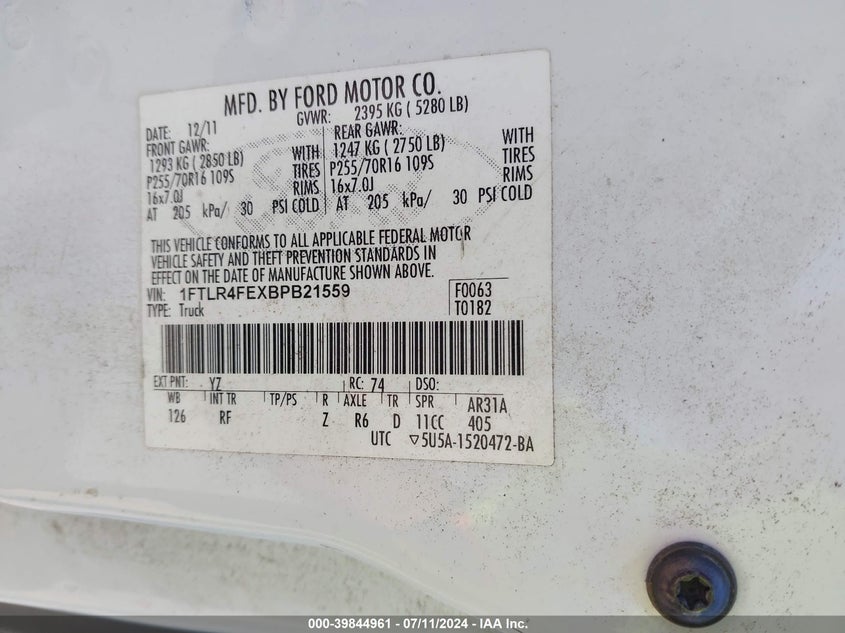 MFD. BY FORD MOTOR CO.
DATE: 12/11 GVWR: 2395 KG ( 5280 LB)
FRONT GAWR: REAR GAWR:
1293 KG ( 2850 LB) WITH 1247 KG ( 2750 LB) WITH
P255/70R16 109S TIRES P255/70R16 109S TIRES
16x7.0J RIMS 16x7.0J RIMS
AT 205 kPa/ 30 PSI COLD AT 205 kPa/ 30 PSI COLD
THIS VEHICLE CONFORMS TO ALL APPLICABLE FEDERAL MOTOR
VEHICLE SAFETY AND THEFT PREVENTION STANDARDS IN
EFFECT ON THE DATE OF MANUFACTURE SHOWN ABOVE.
VIN: 1FTLR4FEXBPB21559 F0063
TYPE: Truck T0182
EXT PNT: YZ RC: 74 DSO:
WB INT TR TP/PS R AXLE TR SPR AR31A
126 RF Z R6 D 11CC 405
UTC ▽5U5A-1520472-BA
000-39844961 - 07/11/2024 - IAA Inc.